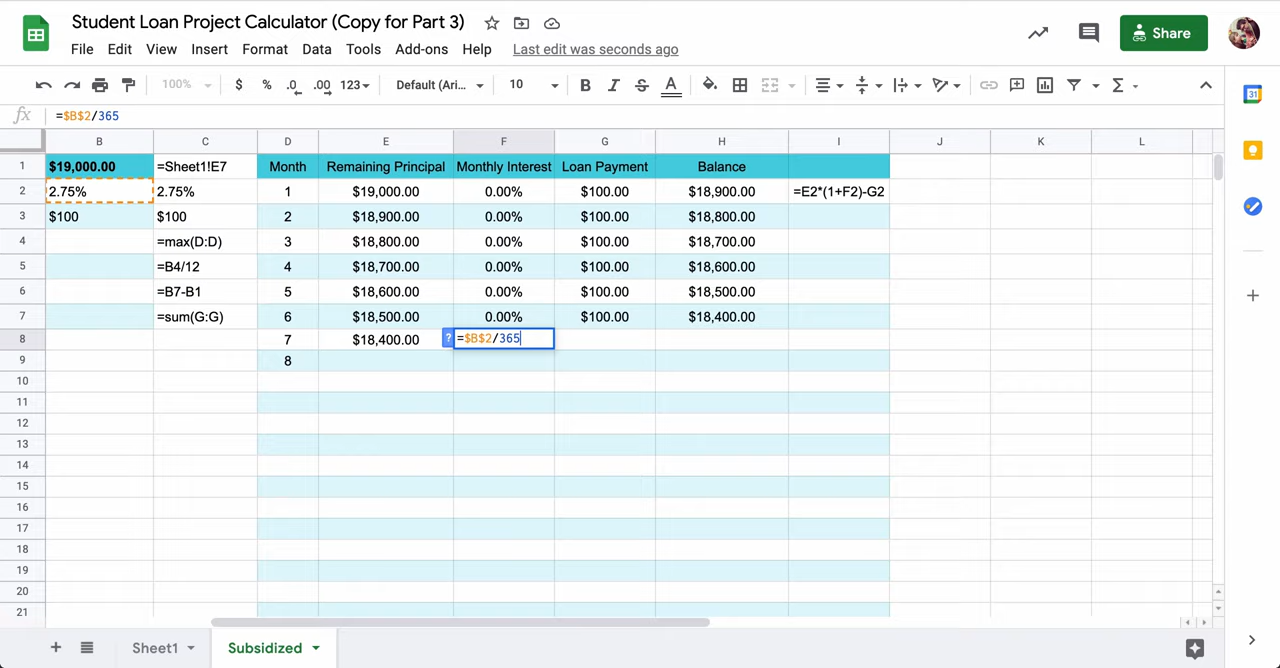 Student Loan Project Calculator (Copy for Part 3)
File Edit View Insert Format Data Tools Add-ons Help Last edit was seconds ago
Share
100% $ % .0 .00 123 Default (Ari... 10 B I S A Σ
31
fx =$B$2/365
B C D E F G H I J K L
1 $19,000.00 =Sheet1!E7 Month Remaining Principal Monthly Interest Loan Payment Balance
2 2.75% 2.75% 1 $19,000.00 0.00% $100.00 $18,900.00 =E2*(1+F2)-G2
3 $100 $100 2 $18,900.00 0.00% $100.00 $18,800.00
4 =max(D:D) 3 $18,800.00 0.00% $100.00 $18,700.00
5 =B4/12 4 $18,700.00 0.00% $100.00 $18,600.00
6 =B7-B1 5 $18,600.00 0.00% $100.00 $18,500.00
7 =sum(G:G) 6 $18,500.00 0.00% $100.00 $18,400.00
8 7 $18,400.00 ? =$B$2/365
9 8
10
11
12
13
14
15
16
17
18
19
20
21
Sheet1 Subsidized